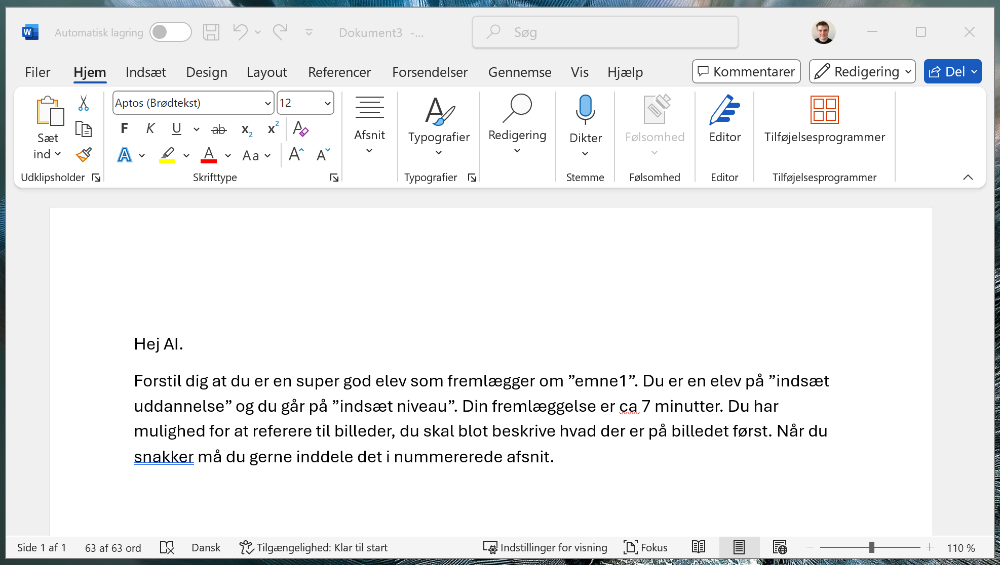 W Automatisk lagring Dokument3 -... Søg
Filer Hjem Indsæt Design Layout Referencer Forsendelser Gennemse Vis Hjælp Kommentarer Redigering Del
Sæt
ind
Udklipsholder
Aptos (Brødtekst) 12
F K U ab x2 x2 A
A A Aa A A
Skrifttype
Afsnit
Typografier
Typografier
Redigering
Dikter
Stemme
Følsomhed
Følsomhed
Editor
Editor
Tilføjelsesprogrammer
Tilføjelsesprogrammer
Hej AI.
Forstil dig at du er en super god elev som fremlægger om ”emne1”. Du er en elev på ”indsæt
uddannelse” og du går på ”indsæt niveau”. Din fremlæggelse er ca 7 minutter. Du har
mulighed for at referere til billeder, du skal blot beskrive hvad der er på billedet først. Når du
snakker må du gerne inddele det i nummererede afsnit.
Side 1 af 1 63 af 63 ord Dansk Tilgængelighed: Klar til start Indstillinger for visning Fokus 110 %